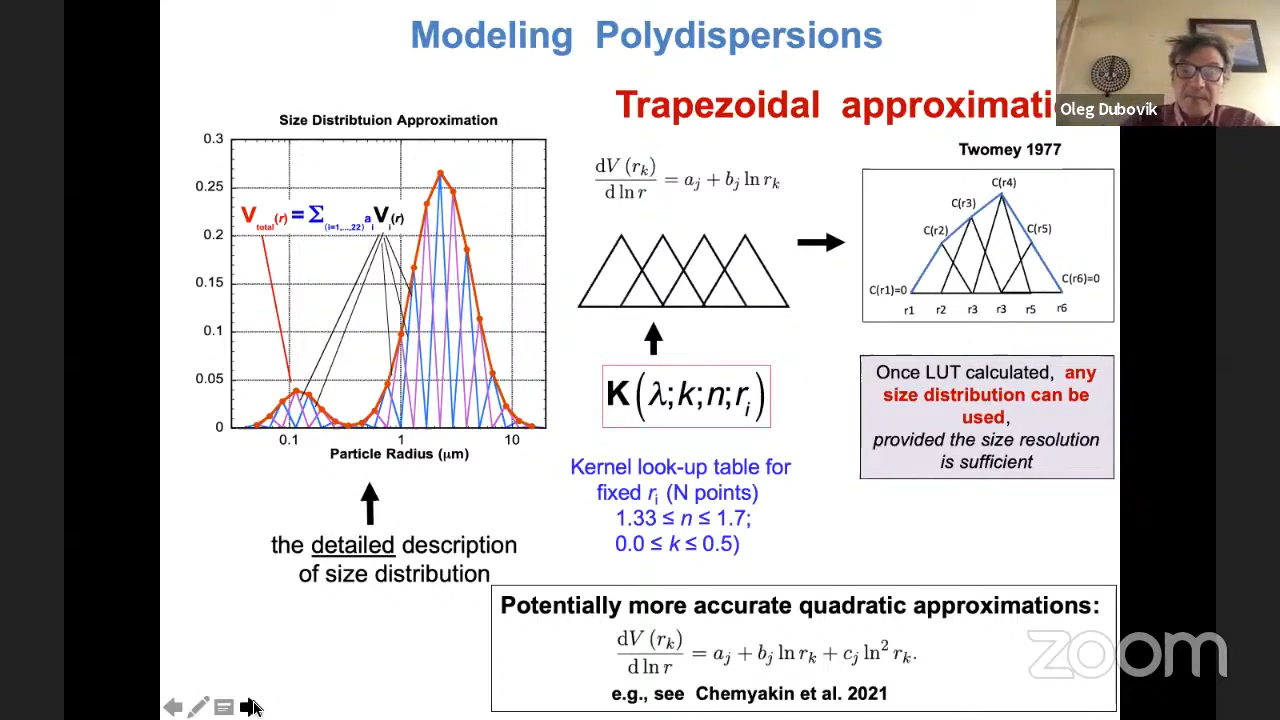 Modeling Polydispersions
Trapezoidal approximati
Oleg Dubovik
Size Distribtuion Approximation
0.3
0.25
0.2
0.15
0.1
0.05
0
V_total(r) = Σ_(i=1,...,22) a_i V_i(r)
0.1
1
10
Particle Radius (μm)
the detailed description
of size distribution
dV (r_k) / d ln r = a_j + b_j ln r_k
K(λ;k;n;r_i)
Kernel look-up table for
fixed r_i (N points)
1.33 ≤ n ≤ 1.7;
0.0 ≤ k ≤ 0.5)
Twomey 1977
C(r4)
C(r3)
C(r2)
C(r5)
C(r1)=0
C(r6)=0
r1 r2 r3 r3 r5 r6
Once LUT calculated, any
size distribution can be
used,
provided the size resolution
is sufficient
Potentially more accurate quadratic approximations:
dV (r_k) / d ln r = a_j + b_j ln r_k + c_j ln² r_k.
e.g., see Chemyakin et al. 2021
zoom